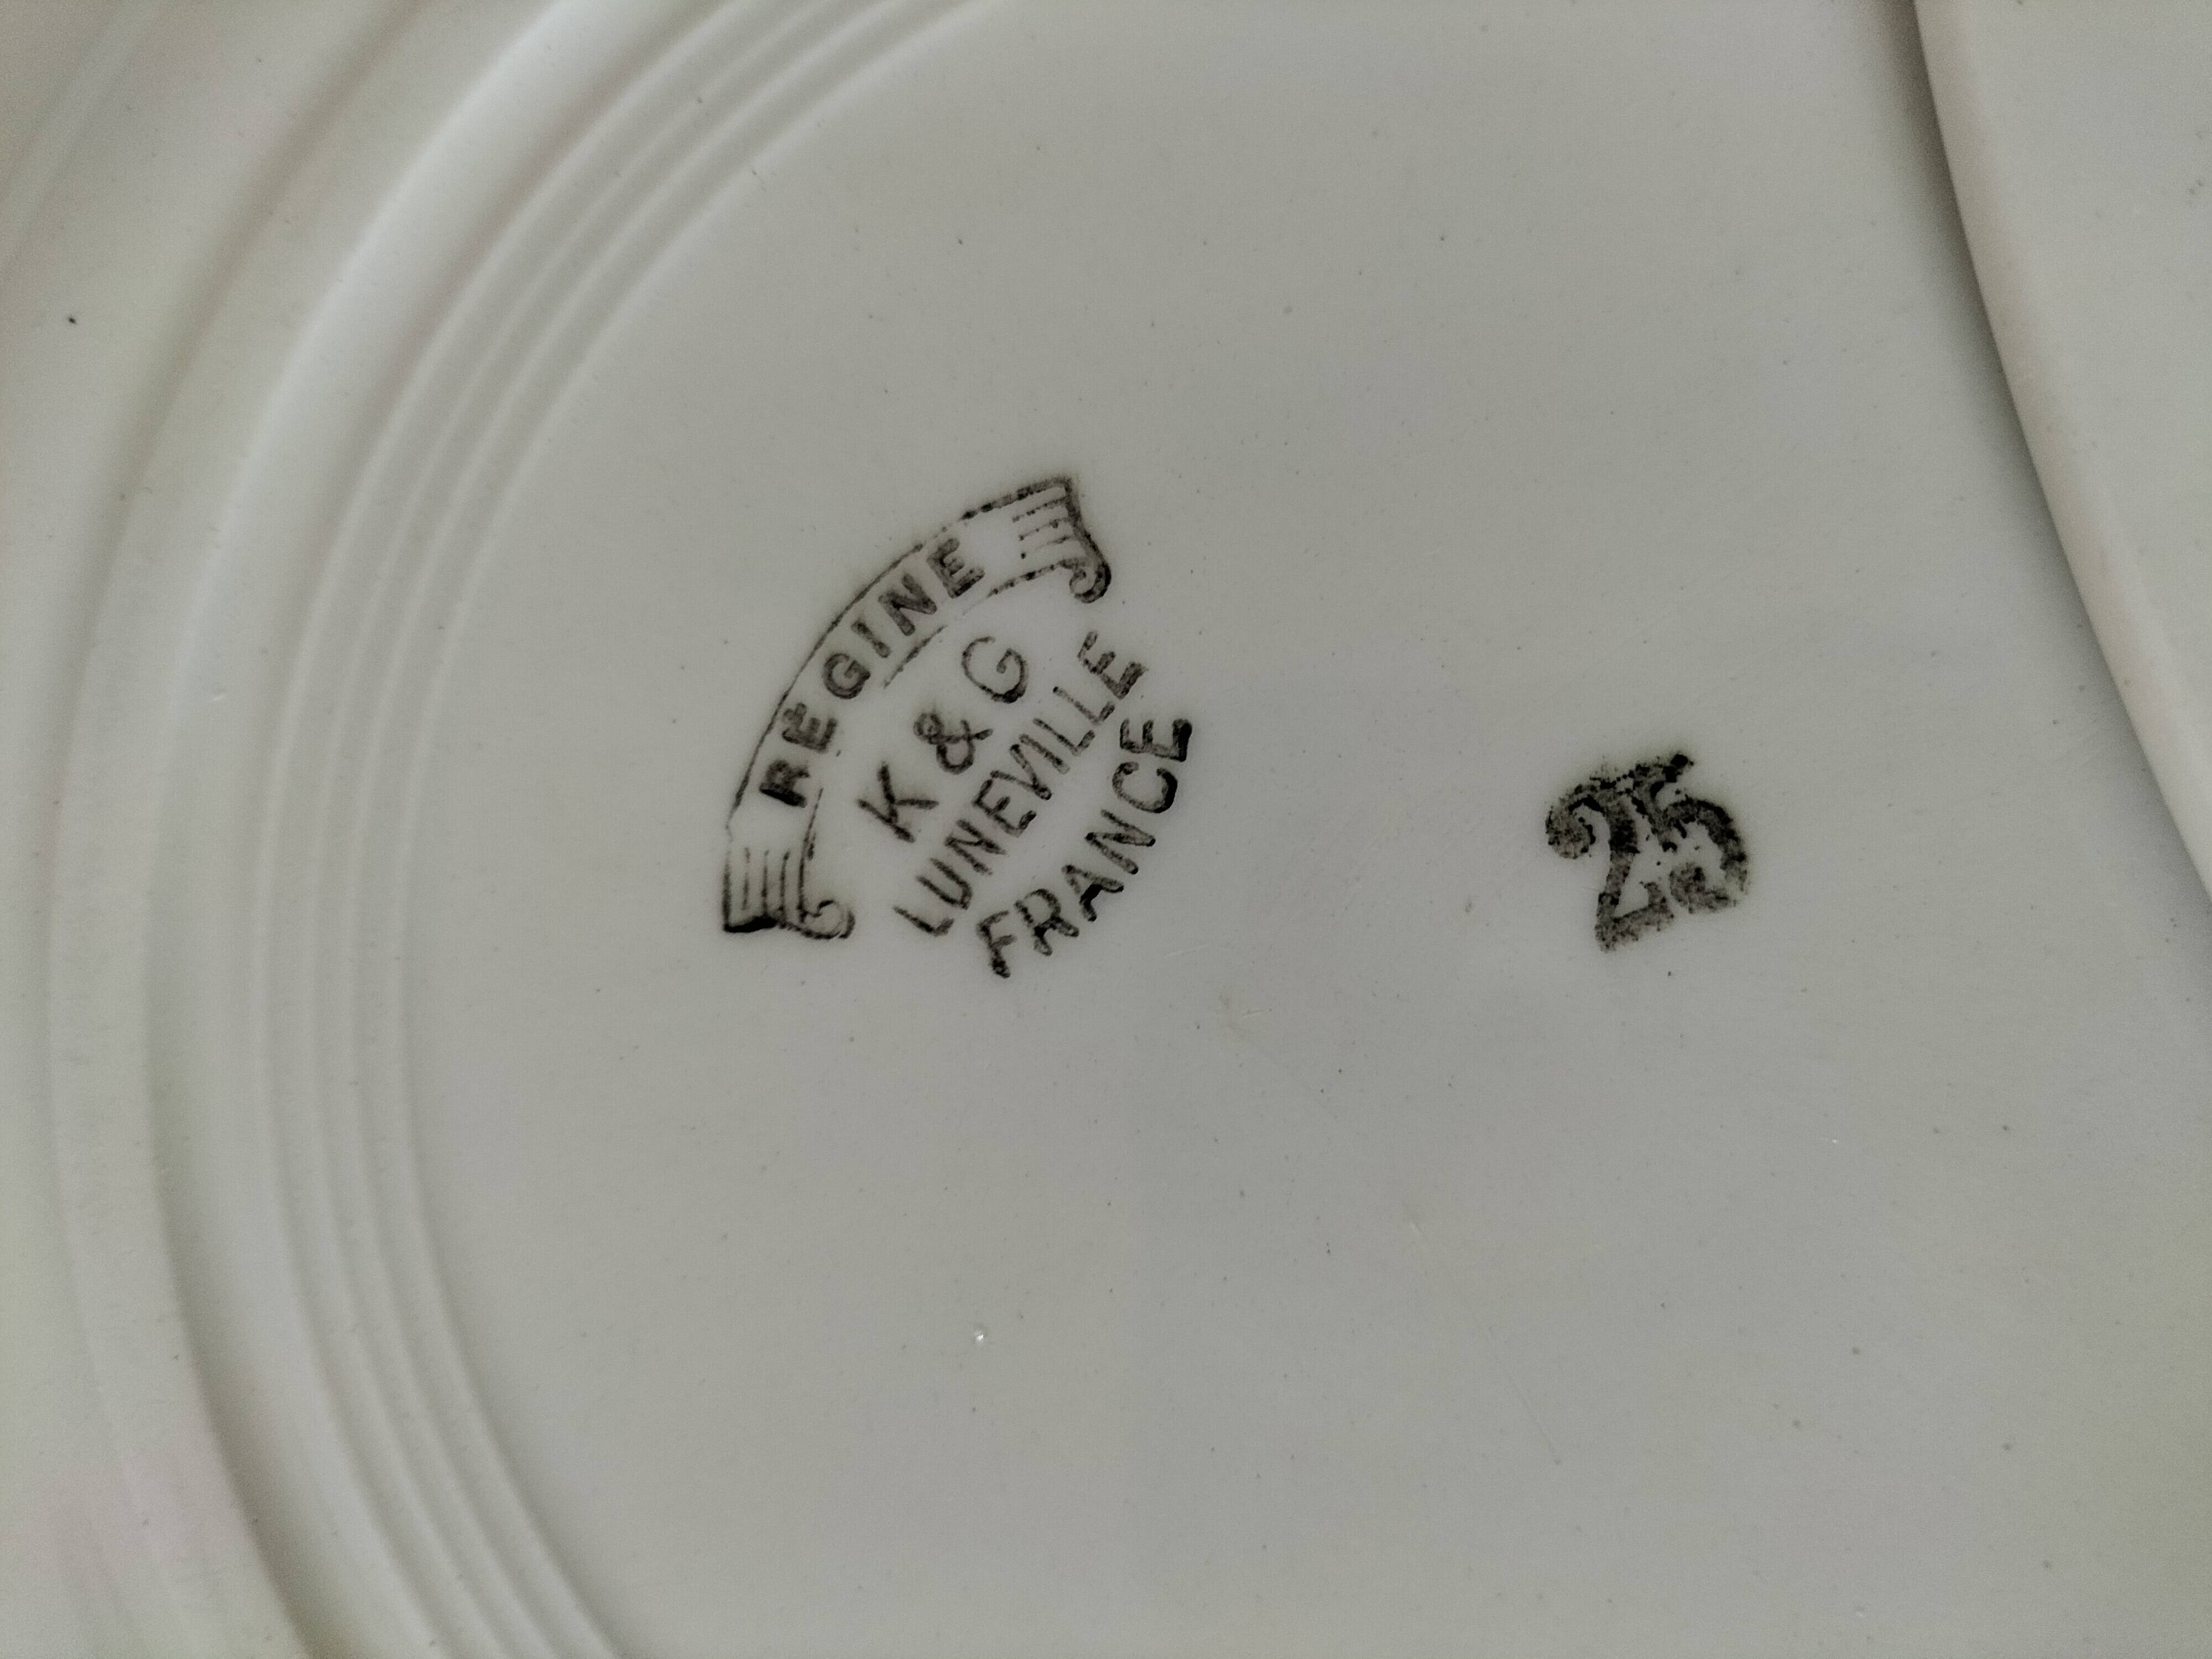 RÉGINE
K & G
LUNEVILLE
FRANCE
25